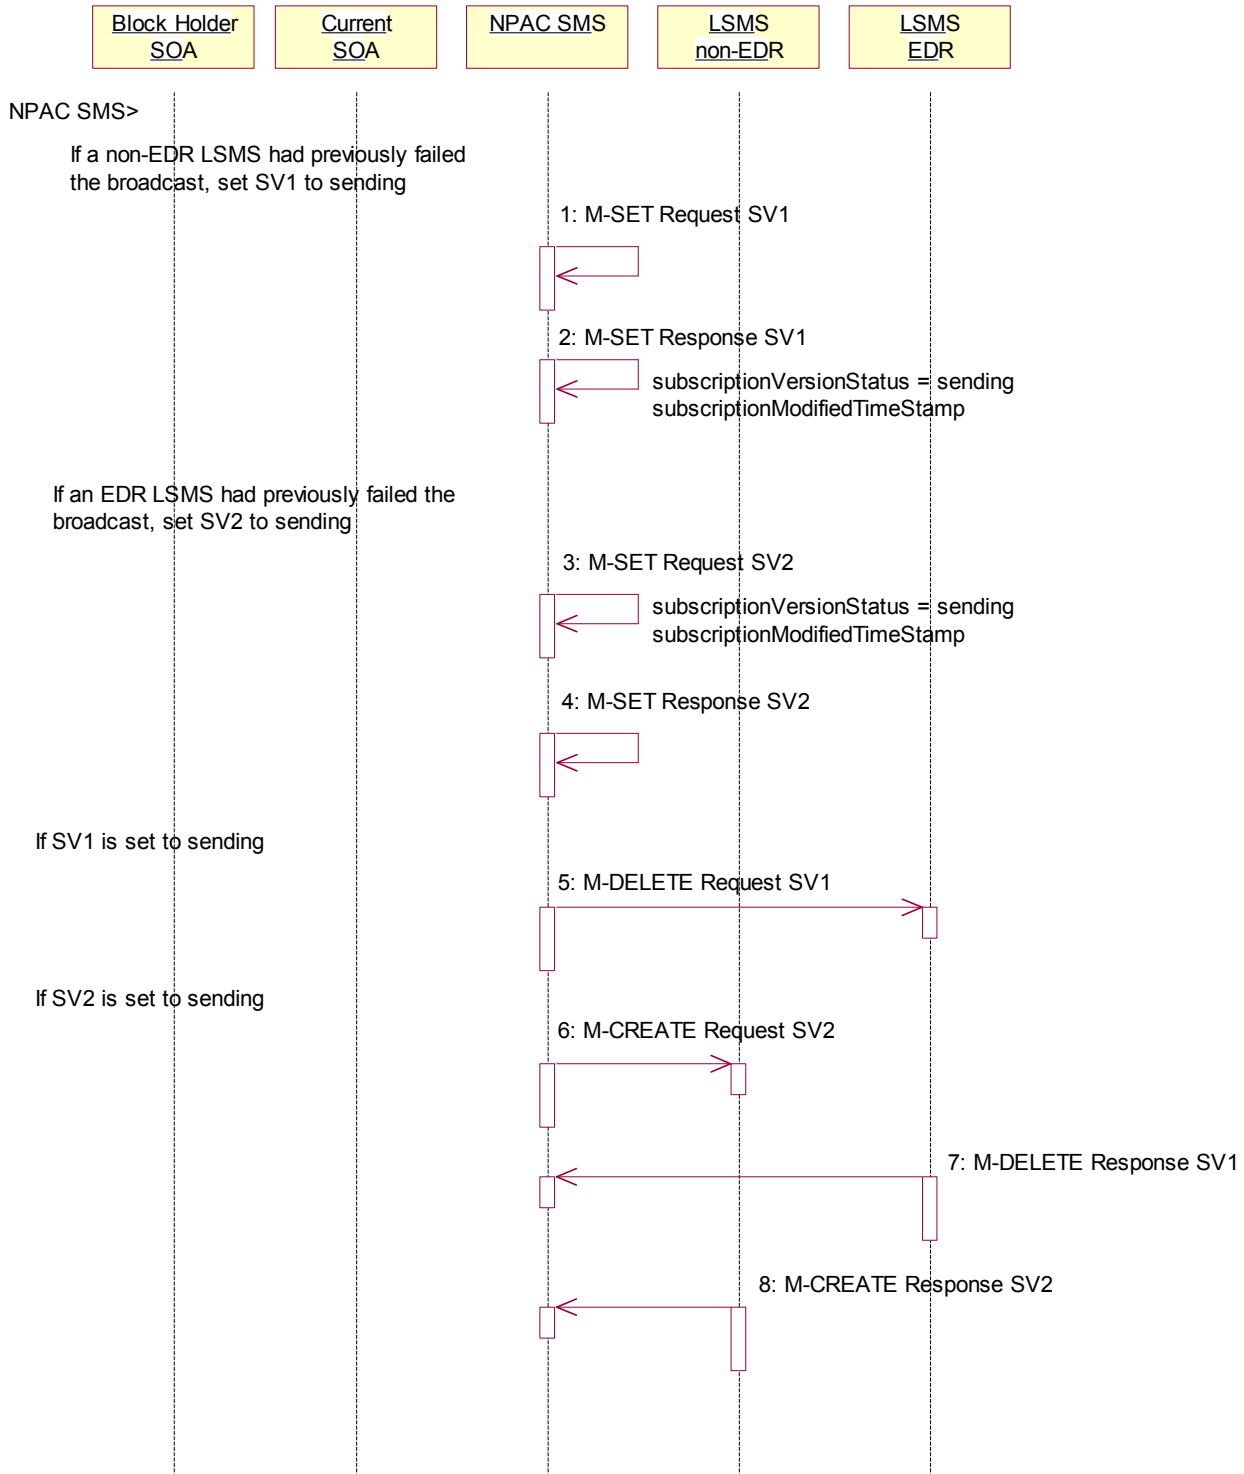 Block Holder
SOA
Current
SOA
NPAC SMS
LSMS
non-EDR
LSMS
EDR
NPAC SMS>
If a non-EDR LSMS had previously failed
the broadcast, set SV1 to sending
1: M-SET Request SV1
2: M-SET Response SV1
subscriptionVersionStatus = sending
subscriptionModifiedTimeStamp
If an EDR LSMS had previously failed the
broadcast, set SV2 to sending
3: M-SET Request SV2
subscriptionVersionStatus = sending
subscriptionModifiedTimeStamp
4: M-SET Response SV2
If SV1 is set to sending
5: M-DELETE Request SV1
If SV2 is set to sending
6: M-CREATE Request SV2
7: M-DELETE Response SV1
8: M-CREATE Response SV2